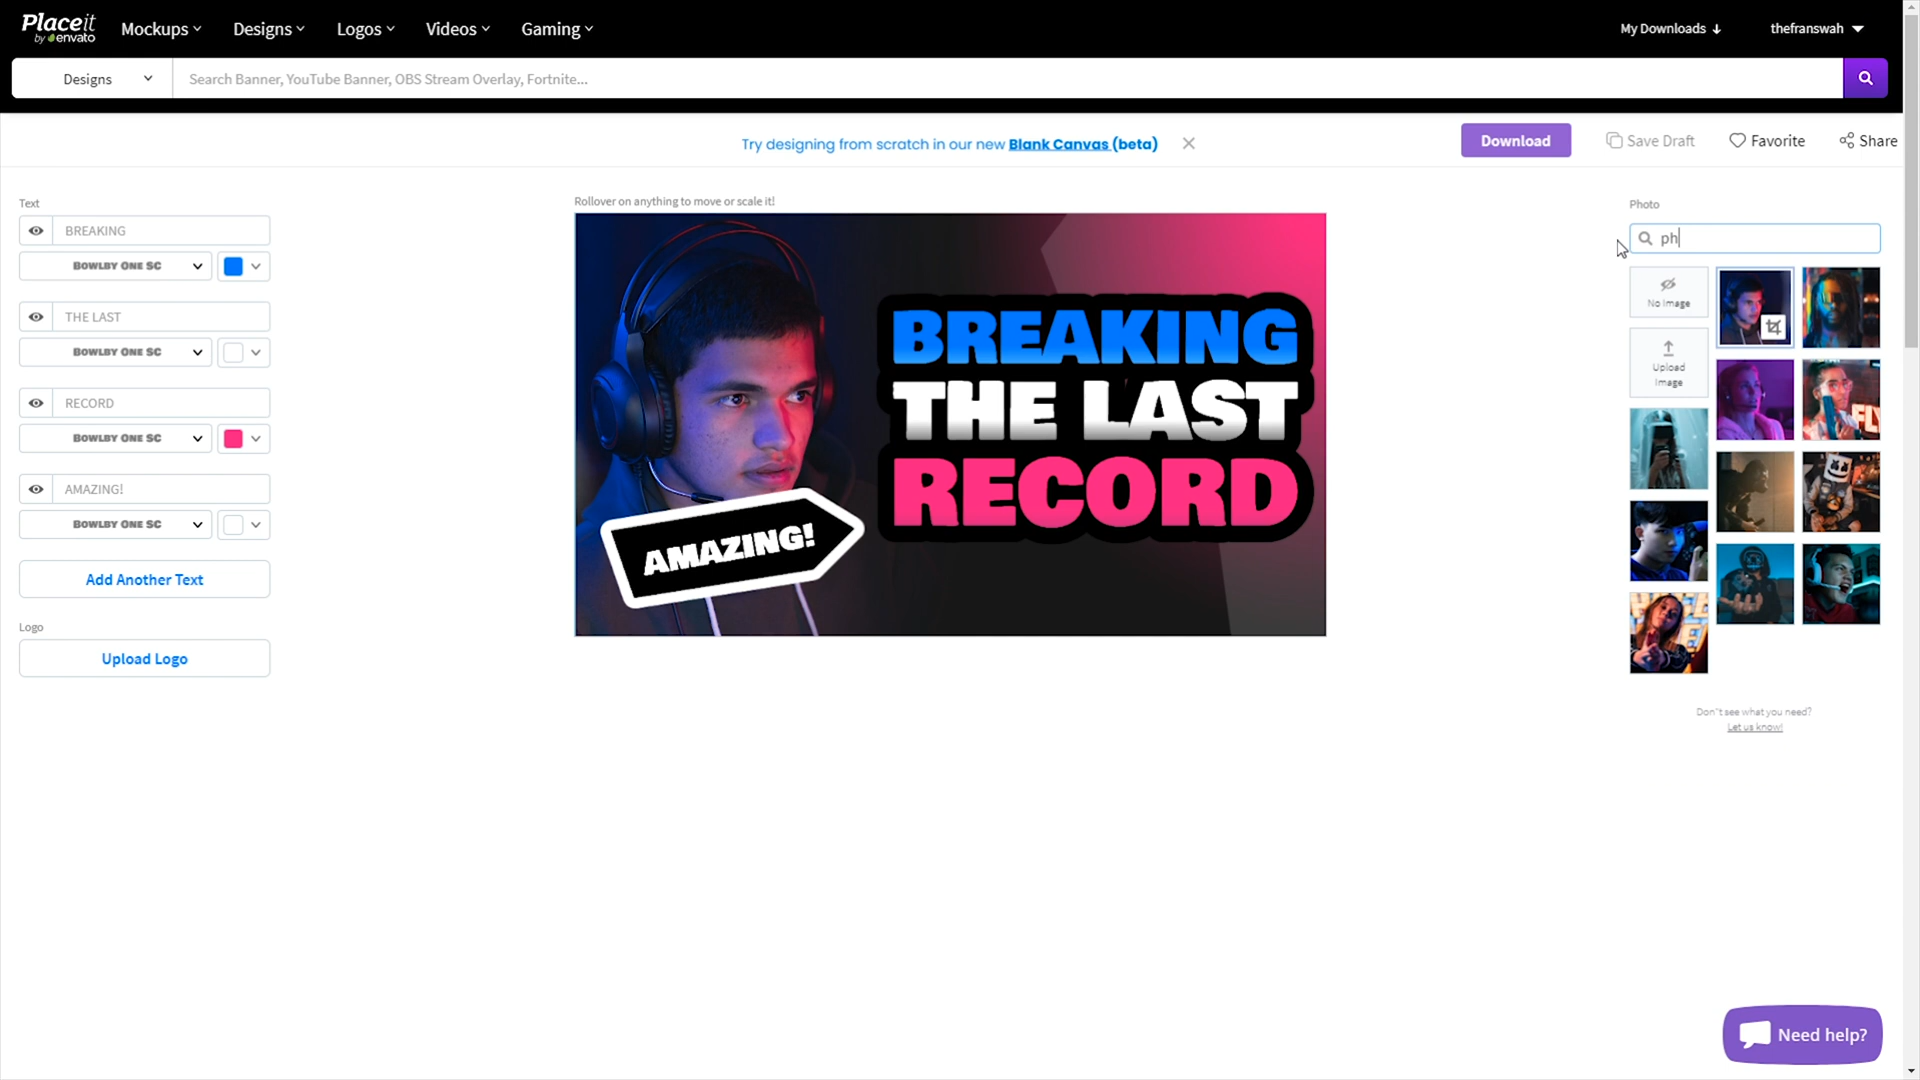 Placeit
by envato
Mockups
Designs
Logos
Videos
Gaming
My Downloads
thefranswah
Designs
Search Banner, YouTube Banner, OBS Stream Overlay, Fortnite...
Try designing from scratch in our new Blank Canvas (beta)
Download
Save Draft
Favorite
Share
Text
BREAKING
BOWLBY ONE SC
THE LAST
BOWLBY ONE SC
RECORD
BOWLBY ONE SC
AMAZING!
BOWLBY ONE SC
Add Another Text
Logo
Upload Logo
Rollover on anything to move or scale it!
BREAKING
THE LAST
RECORD
AMAZING!
Photo
ph
No Image
Upload
Image
FLY
Don't see what you need?
Let us know!
Need help?